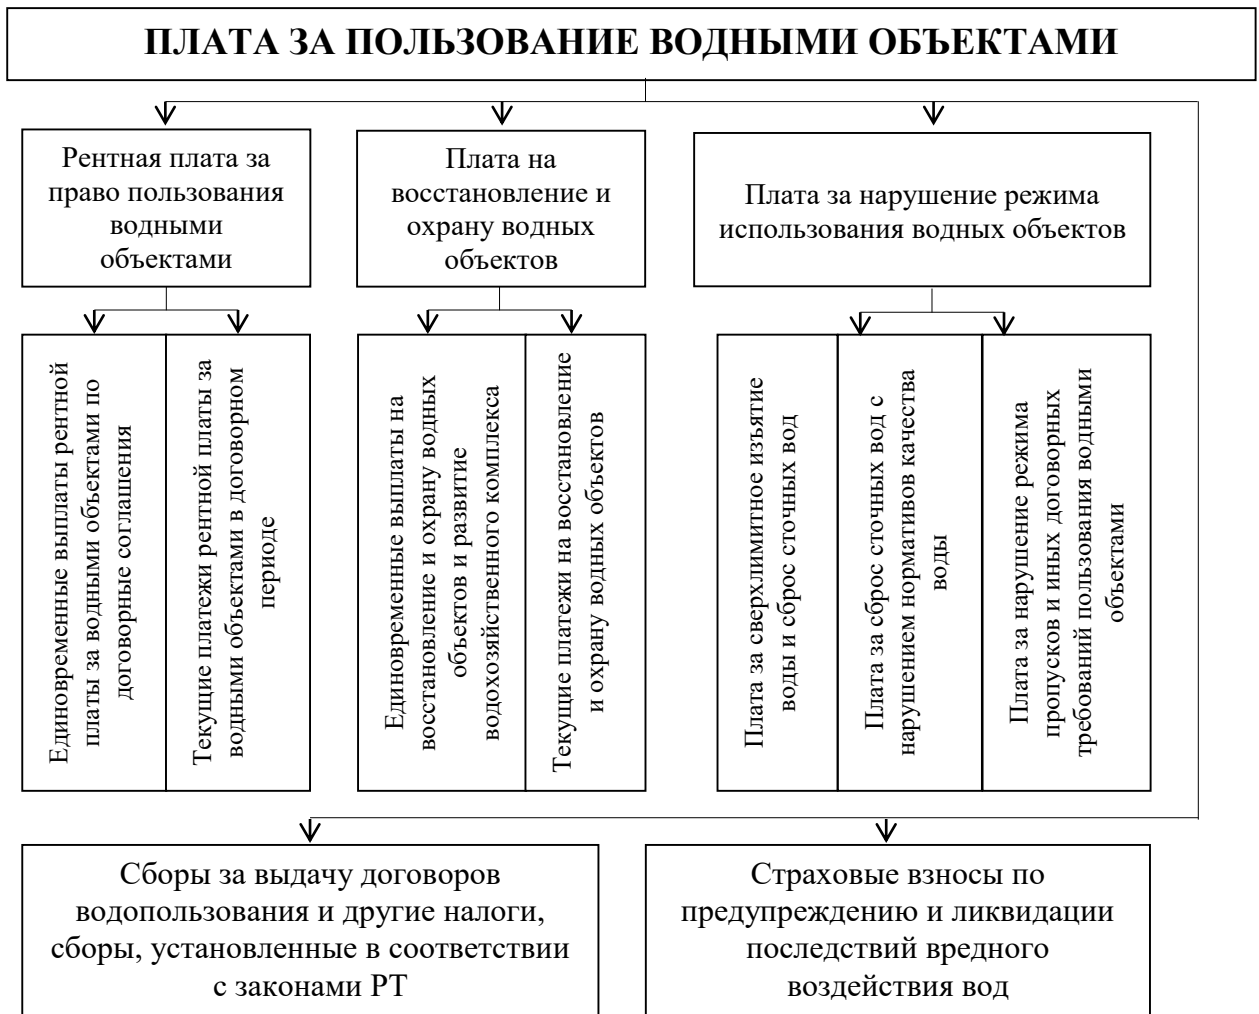 ПЛАТА ЗА ПОЛЬЗОВАНИЕ ВОДНЫМИ ОБЪЕКТАМИ
Рентная плата за
право пользования
водными
объектами
Плата на
восстановление и
охрану водных
объектов
Плата за нарушение режима
использования водных объектов
Единовременные выплаты рентной
платы за водными объектами по
договорные соглашения
Текущие платежи рентной платы за
водными объектами в договорном
периоде
Единовременные выплаты на
восстановление и охрану водных
объектов и развитие
водохозяйственного комплекса
Текущие платежи на восстановление
и охрану водных объектов
Плата за сверхлимитное изъятие
воды и сброс сточных вод
Плата за сброс сточных вод с
нарушением нормативов качества
воды
Плата за нарушение режима
пропусков и иных договорных
требований пользования водными
объектами
Сборы за выдачу договоров
водопользования и другие налоги,
сборы, установленные в соответствии
с законами РТ
Страховые взносы по
предупреждению и ликвидации
последствий вредного
воздействия вод